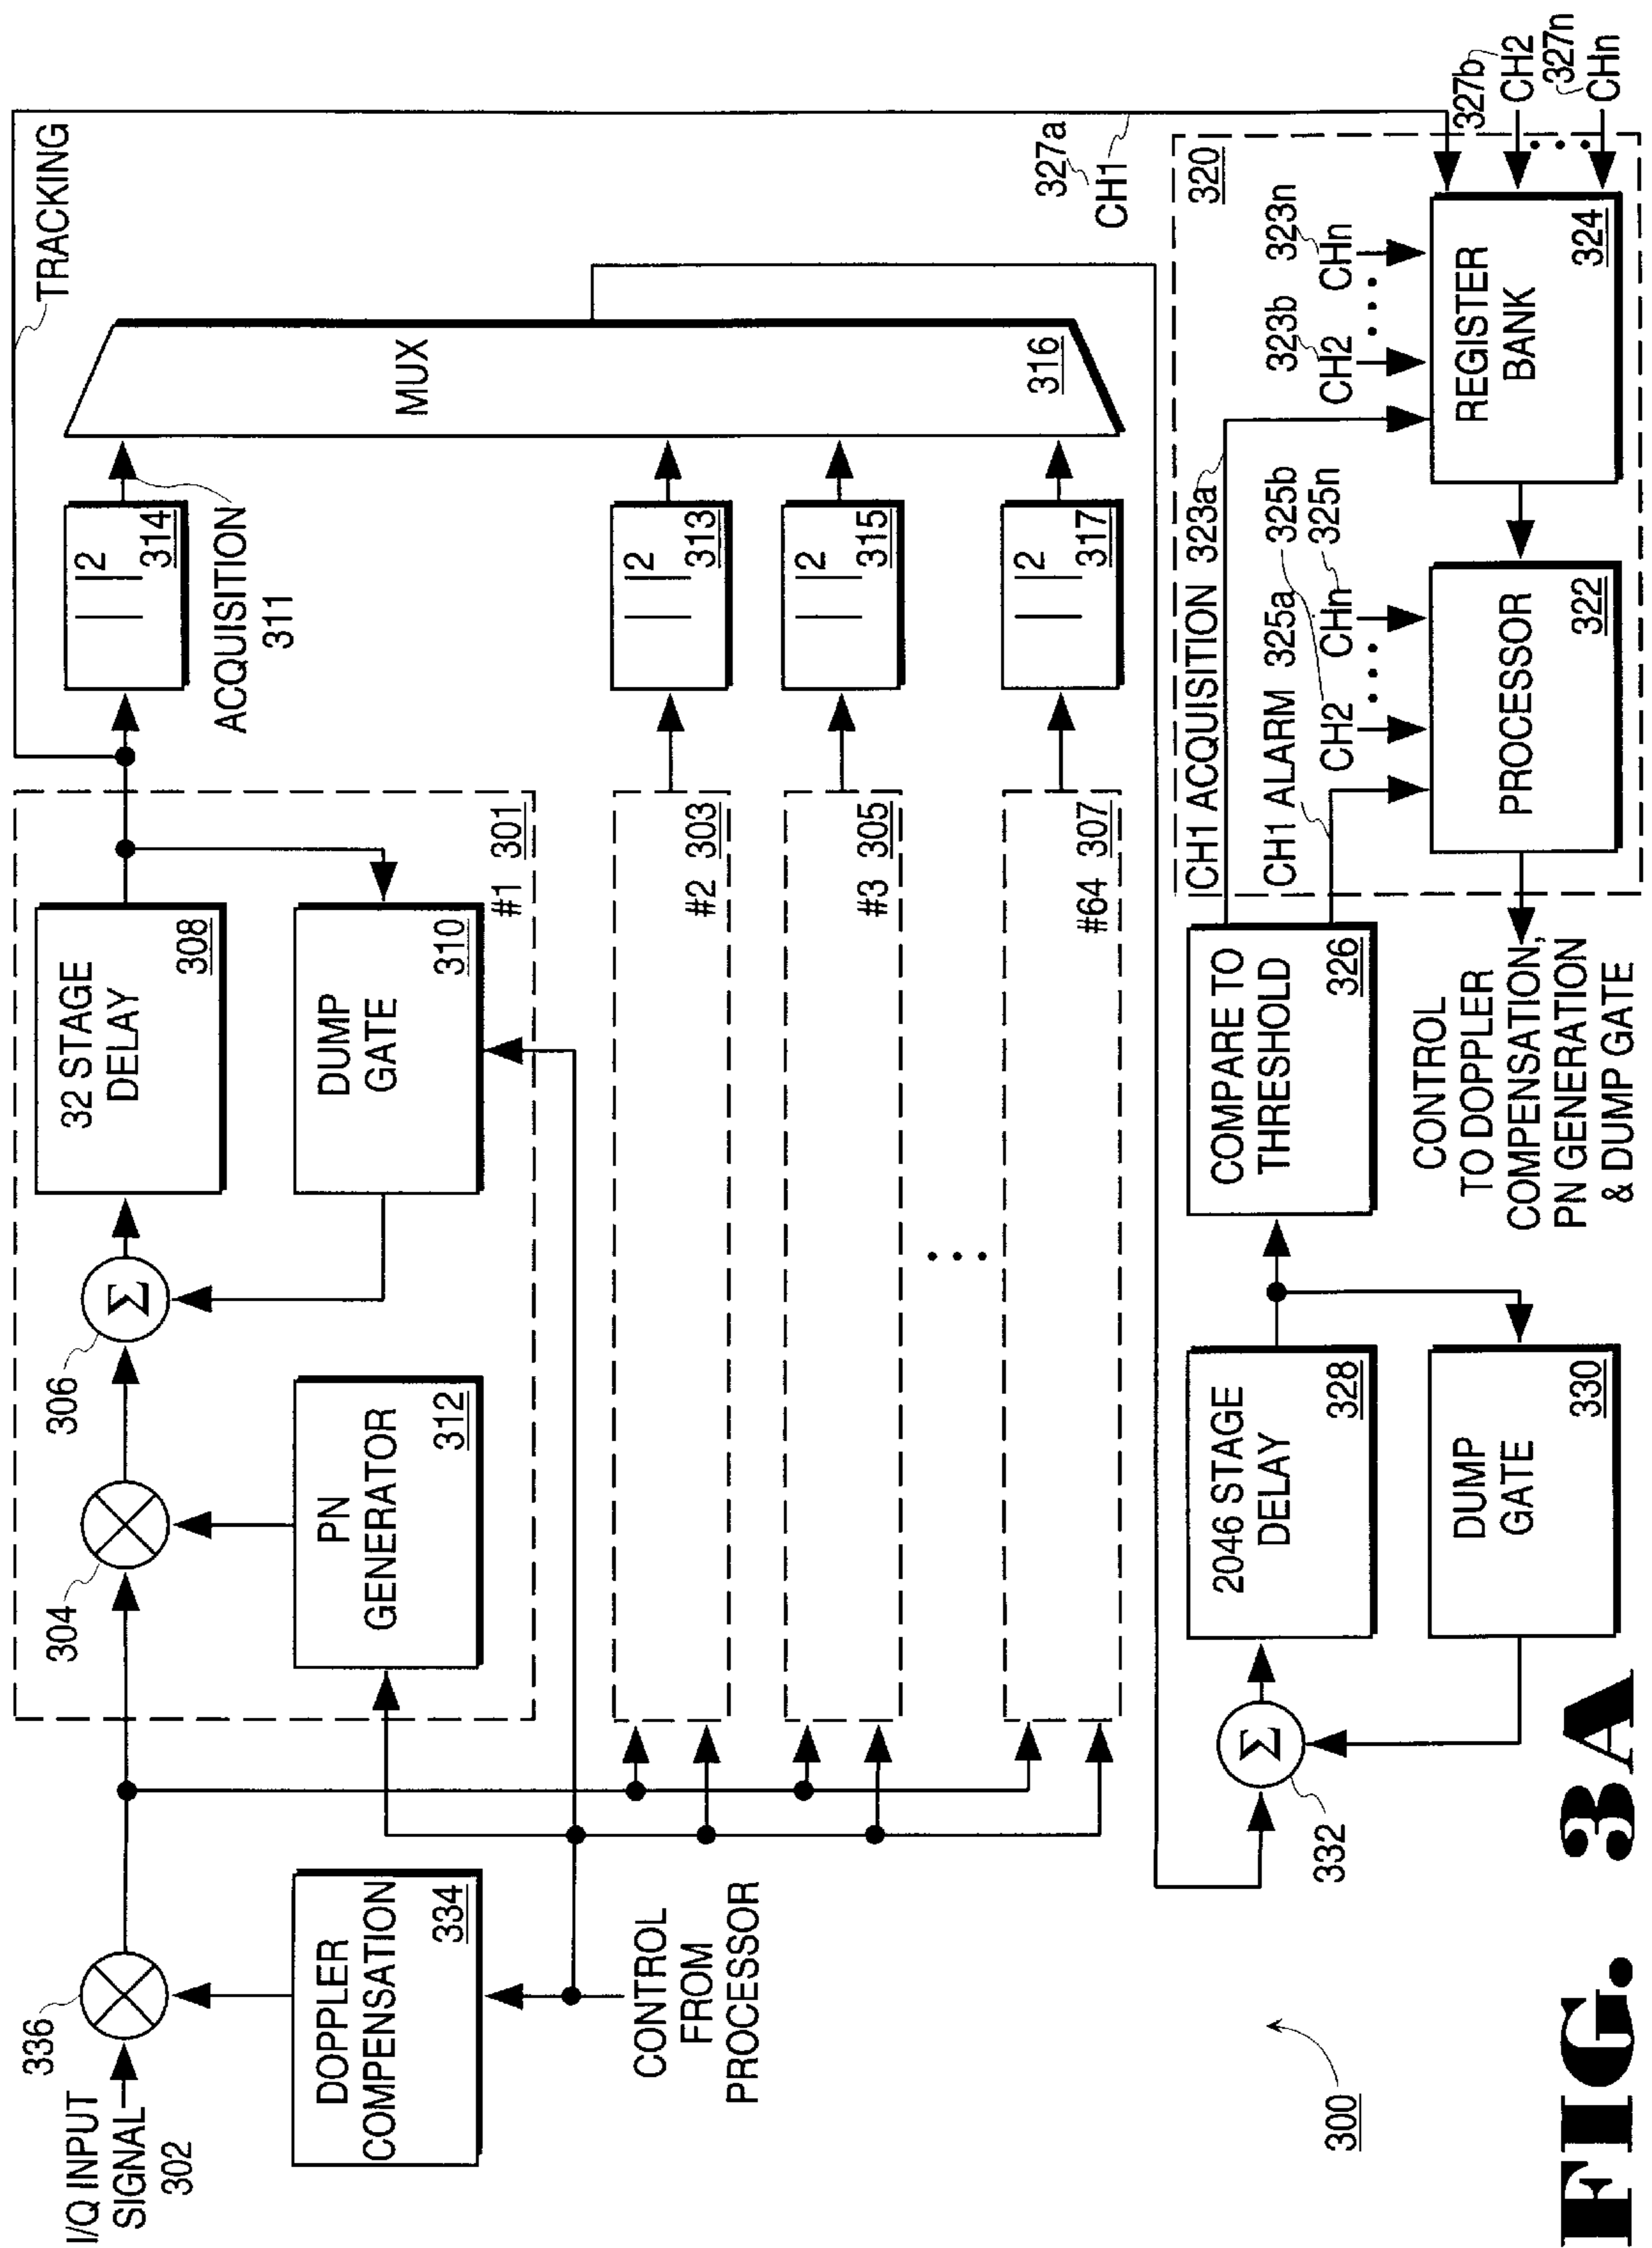 I/Q INPUT
SIGNAL
302
336
DOPPLER
COMPENSATION
334
CONTROL
FROM
PROCESSOR
304
306
PN
GENERATOR
312
Σ
32 STAGE
DELAY
308
DUMP
GATE
310
#1 301
#2 303
#3 305
...
#64 307
TRACKING
| |2
314
ACQUISITION
311
| |2
313
| |2
315
| |2
317
MUX
316
327a
CH1
332
Σ
2046 STAGE
DELAY
328
DUMP
GATE
330
COMPARE TO
THRESHOLD
326
CONTROL
TO DOPPLER
COMPENSATION,
PN GENERATION
& DUMP GATE
320
CH1 ACQUISITION 323a
CH1 ALARM 325a
325b
325n
CH2 ... CHn
PROCESSOR
322
323b
323n
CH2 ... CHn
REGISTER
BANK
324
327b
CH2
...
327n
CHn
300
FIG. 3A